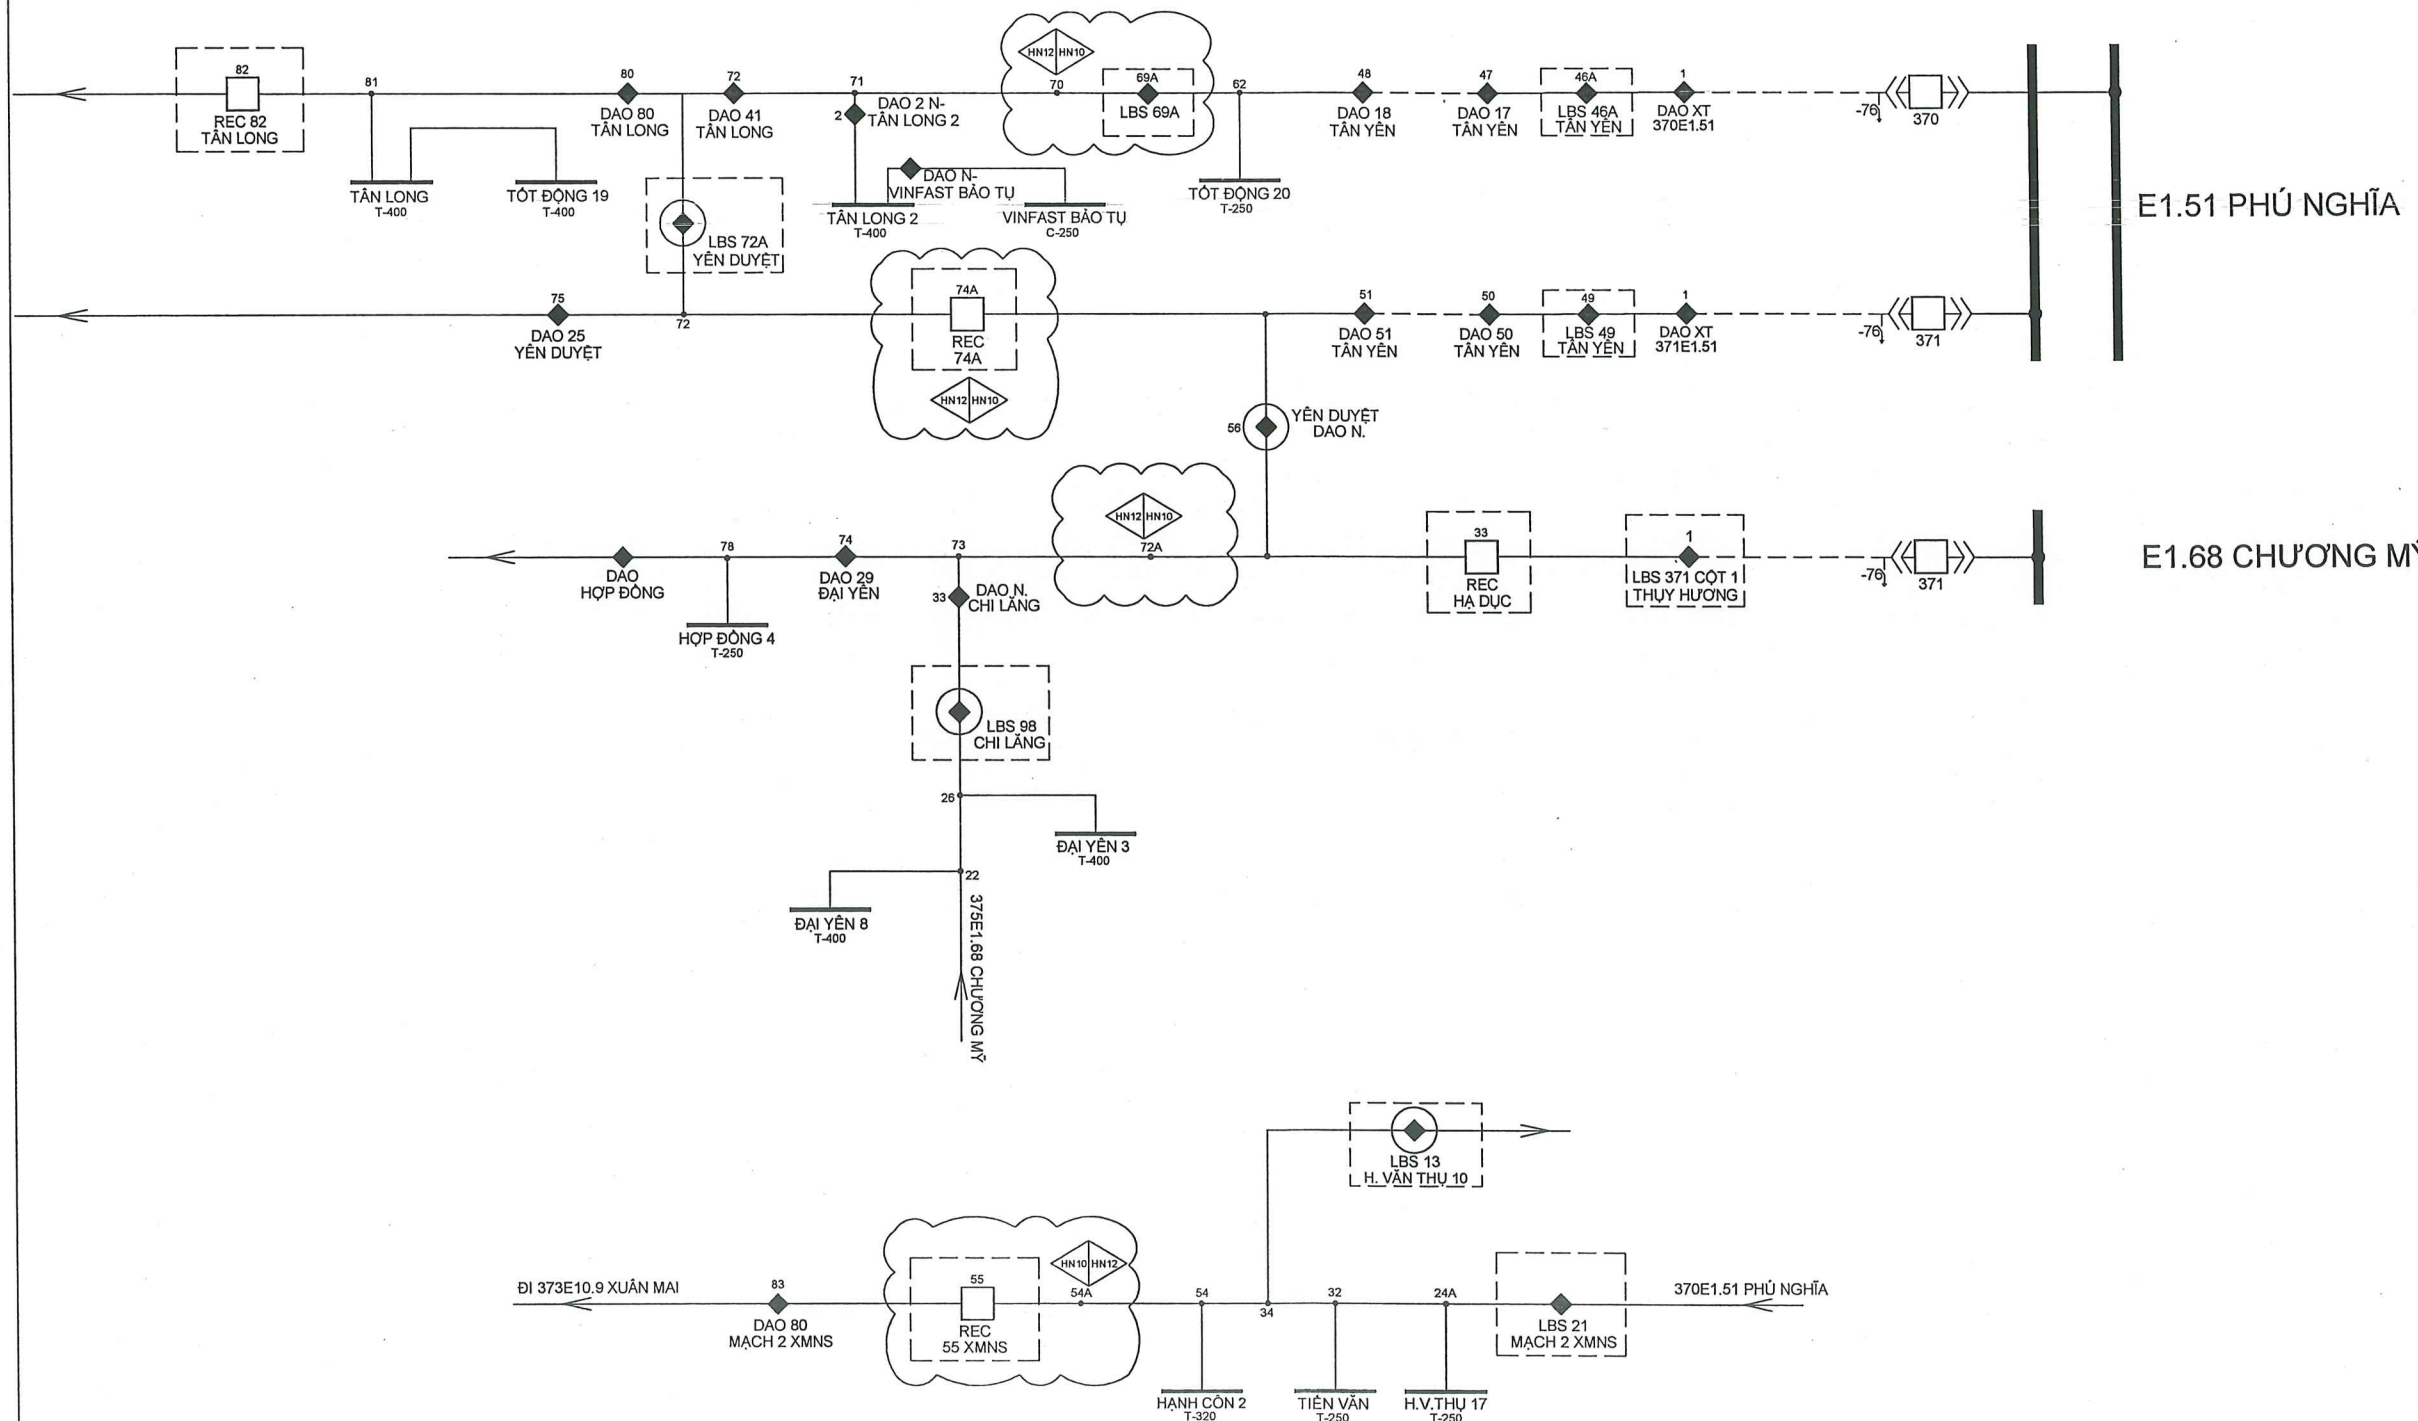 82
REC 82
TÂN LONG
81
TÂN LONG
T-400
TỐT ĐỘNG 19
T-400
80
DAO 80
TÂN LONG
72
DAO 41
TÂN LONG
71
2
DAO 2 N-
TÂN LONG 2
DAO N-
VINFAST BẢO TỤ
TÂN LONG 2
T-400
VINFAST BẢO TỤ
C-250
HN12 HN10
70
69A
LBS 69A
62
TỐT ĐỘNG 20
T-250
48
DAO 18
TÂN YÊN
47
DAO 17
TÂN YÊN
46A
LBS 46A
TÂN YÊN
1
DAO XT
370E1.51
-76
370
E1.51 PHÚ NGHĨA
LBS 72A
YÊN DUYỆT
75
DAO 25
YÊN DUYỆT
72
74A
REC
74A
HN12 HN10
51
DAO 51
TÂN YÊN
50
DAO 50
TÂN YÊN
49
LBS 49
TÂN YÊN
1
DAO XT
371E1.51
-76
371
56
YÊN DUYỆT
DAO N.
DAO
HỢP ĐỒNG
78
HỢP ĐỒNG 4
T-250
74
DAO 29
ĐẠI YÊN
73
33
DAO N.
CHI LĂNG
HN12 HN10
72A
33
REC
HẠ DỤC
1
LBS 371 CỘT 1
THỤY HƯƠNG
-76
371
E1.68 CHƯƠNG MỸ
LBS 98
CHI LĂNG
26
ĐẠI YÊN 3
T-400
22
ĐẠI YÊN 8
T-400
375E1.68 CHƯƠNG MỸ
LBS 13
H. VĂN THỤ 10
ĐI 373E10.9 XUÂN MAI
83
DAO 80
MẠCH 2 XMNS
55
REC
55 XMNS
HN10 HN12
54A
54
HẠNH CÔN 2
T-320
34
32
TIẾN VĂN
T-250
24A
H.V.THỤ 17
T-250
LBS 21
MẠCH 2 XMNS
370E1.51 PHÚ NGHĨA